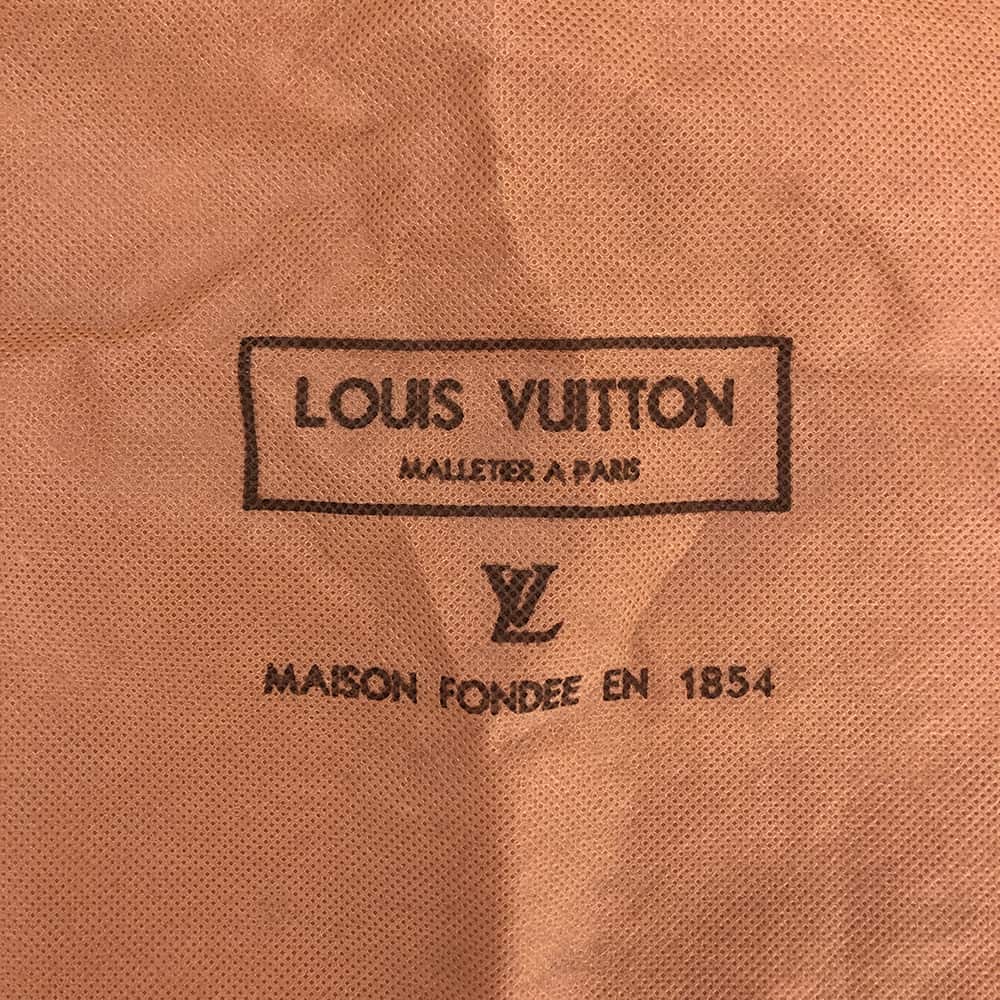 LOUIS VUITTON
MALLETIER A PARIS
LV
MAISON FONDEE EN 1854